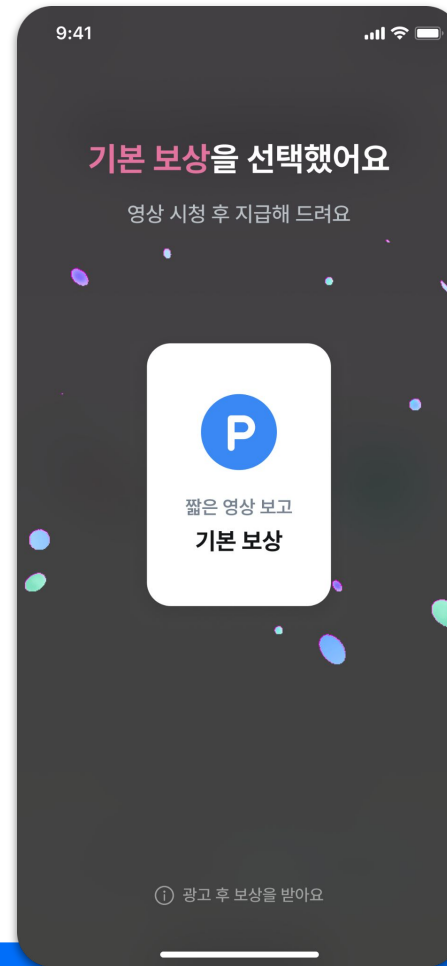 9:41
기본 보상을 선택했어요
영상 시청 후 지급해 드려요
P
짧은 영상 보고
기본 보상
광고 후 보상을 받아요